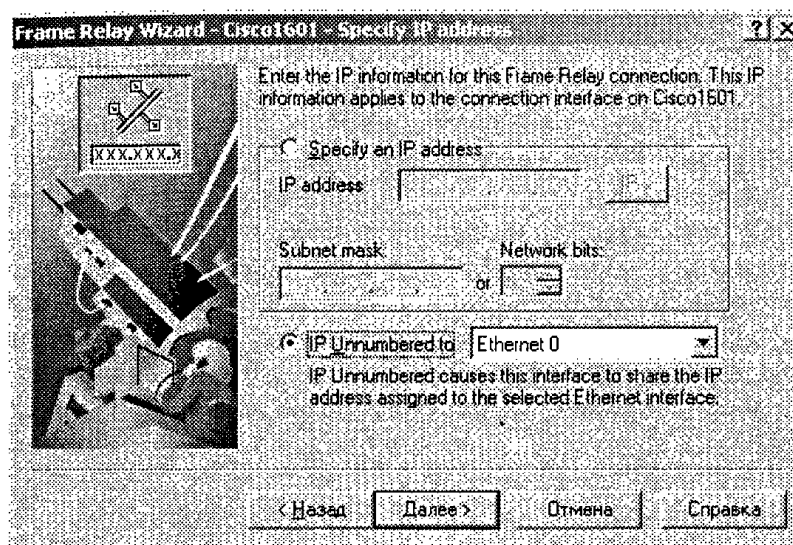 Frame Relay Wizard - Cisco1601 - Specify IP address
Enter the IP information for this Frame Relay connection. This IP
information applies to the connection interface on Cisco1601.
XXX.XXX.X
Specify an IP address
IP address
IP...
Subnet mask:
Network bits:
or
IP Unnumbered to
Ethernet 0
IP Unnumbered causes this interface to share the IP
address assigned to the selected Ethernet interface.
< Назад
Далее >
Отмена
Справка